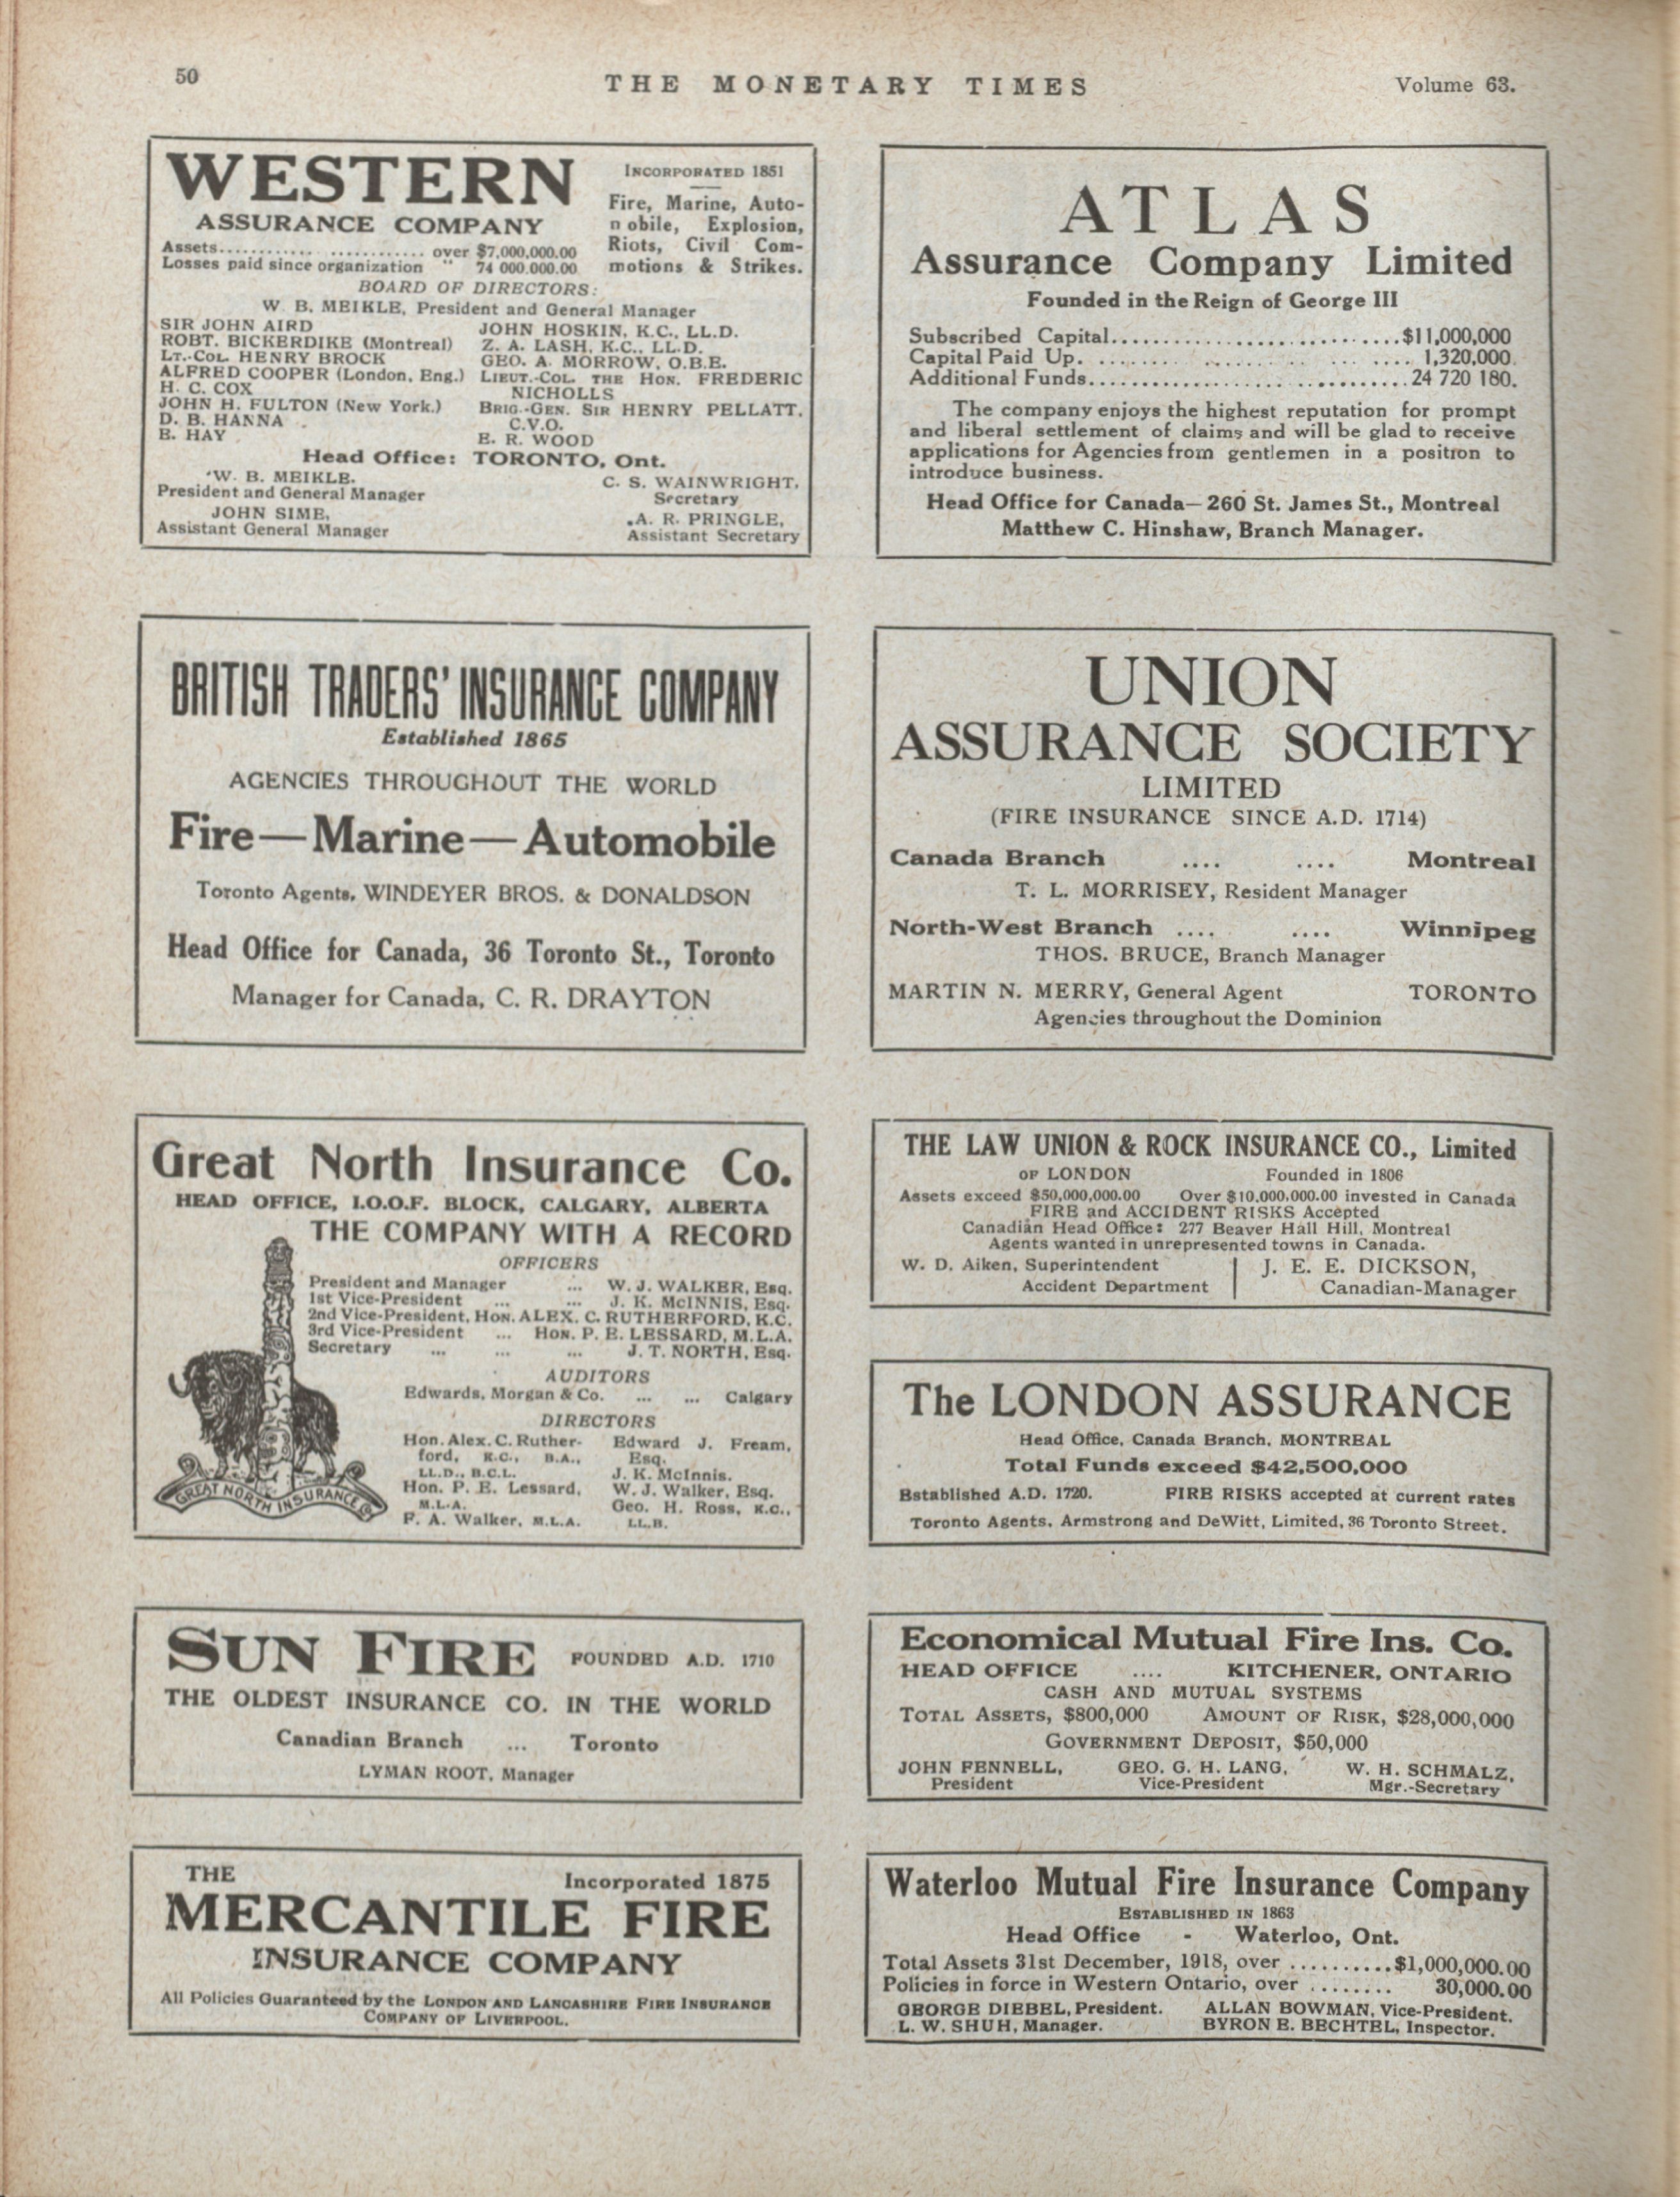 50
THE MONETARY TIMES
Volume 63.
WESTERN
ASSURANCE COMPANY
INCORPORATED 1851
Fire, Marine, Auto-
nobile, Explosion,
Riots, Civil Com-
motions & Strikes.
Assets.......................... over $7,000,000.00
Losses paid since organization " 74 000,000.00
BOARD OF DIRECTORS:
W. B. MEIKLE, President and General Manager
SIR JOHN AIRD
ROBT. BICKERDIKE (Montreal)
LT.-COL. HENRY BROCK
ALFRED COOPER (London, Eng.)
H. C. COX
JOHN H. FULTON (New York.)
D. B. HANNA
E. HAY
JOHN HOSKIN, K.C., LL.D.
Z. A. LASH, K.C., LL.D.
GEO. A. MORROW, O.B.E.
LIEUT.-COL. THE HON. FREDERIC
NICHOLLS
BRIG.-GEN. SIR HENRY PELLATT,
C.V.O.
E. R. WOOD
Head Office: TORONTO, Ont.
W. B. MEIKLE,
President and General Manager
JOHN SIME,
Assistant General Manager
C. S. WAINWRIGHT,
Secretary
A. R. PRINGLE,
Assistant Secretary
ATLAS
Assurance Company Limited
Founded in the Reign of George III
Subscribed Capital..............................$11,000,000
Capital Paid Up. .............................. 1,320,000.
Additional Funds..............................24 720 180.
The company enjoys the highest reputation for prompt
and liberal settlement of claims and will be glad to receive
applications for Agencies from gentlemen in a position to
introduce business.
Head Office for Canada—260 St. James St., Montreal
Matthew C. Hinshaw, Branch Manager.
BRITISH TRADERS' INSURANCE COMPANY
Established 1865
AGENCIES THROUGHOUT THE WORLD
Fire—Marine—Automobile
Toronto Agents, WINDEYER BROS. & DONALDSON
Head Office for Canada, 36 Toronto St., Toronto
Manager for Canada, C. R. DRAYTON
UNION
ASSURANCE SOCIETY
LIMITED
(FIRE INSURANCE SINCE A.D. 1714)
Canada Branch .... .... Montreal
T. L. MORRISEY, Resident Manager
North-West Branch .... .... Winnipeg
THOS. BRUCE, Branch Manager
MARTIN N. MERRY, General Agent TORONTO
Agencies throughout the Dominion
Great North Insurance Co.
HEAD OFFICE, I.O.O.F. BLOCK, CALGARY, ALBERTA
THE COMPANY WITH A RECORD
OFFICERS
President and Manager ... W. J. WALKER, Esq.
1st Vice-President ... ... J. K. McINNIS, Esq.
2nd Vice-President, HON. ALEX. C. RUTHERFORD, K.C.
3rd Vice-President ... HON. P. E. LESSARD, M.L.A.
Secretary ... ... ... J. T. NORTH, Esq.
AUDITORS
Edwards, Morgan & Co. ... ... Calgary
DIRECTORS
Hon. Alex. C. Ruther-
ford, K.C., B.A.,
LL.D., B.C.L.
Hon. P. E. Lessard,
M.L.A.
F. A. Walker, M.L.A.
Edward J. Fream,
Esq.
J. K. McInnis.
W. J. Walker, Esq.
Geo. H. Ross, K.C.,
LL.B.
GREAT NORTH INSURANCE Co
THE LAW UNION & ROCK INSURANCE CO., Limited
OF LONDON Founded in 1806
Assets exceed $50,000,000.00 Over $10,000,000.00 invested in Canada
FIRE and ACCIDENT RISKS Accepted
Canadian Head Office: 277 Beaver Hall Hill, Montreal
Agents wanted in unrepresented towns in Canada.
W. D. Aiken, Superintendent
Accident Department
J. E. E. DICKSON,
Canadian-Manager
The LONDON ASSURANCE
Head Office, Canada Branch, MONTREAL
Total Funds exceed $42,500,000
Established A.D. 1720. FIRE RISKS accepted at current rates
Toronto Agents, Armstrong and DeWitt, Limited, 36 Toronto Street.
SUN FIRE FOUNDED A.D. 1710
THE OLDEST INSURANCE CO. IN THE WORLD
Canadian Branch ... Toronto
LYMAN ROOT, Manager
Economical Mutual Fire Ins. Co.
HEAD OFFICE .... KITCHENER, ONTARIO
CASH AND MUTUAL SYSTEMS
TOTAL ASSETS, $800,000 AMOUNT OF RISK, $28,000,000
GOVERNMENT DEPOSIT, $50,000
JOHN FENNELL, GEO. G. H. LANG, W. H. SCHMALZ,
President Vice-President Mgr.-Secretary
THE Incorporated 1875
MERCANTILE FIRE
INSURANCE COMPANY
All Policies Guaranteed by the LONDON AND LANCASHIRE FIRE INSURANCE
COMPANY OF LIVERPOOL.
Waterloo Mutual Fire Insurance Company
ESTABLISHED IN 1863
Head Office - Waterloo, Ont.
Total Assets 31st December, 1918, over ..........$1,000,000.00
Policies in force in Western Ontario, over ........ 30,000.00
GEORGE DIEBEL, President. ALLAN BOWMAN, Vice-President.
L. W. SHUH, Manager. BYRON E. BECHTEL, Inspector.